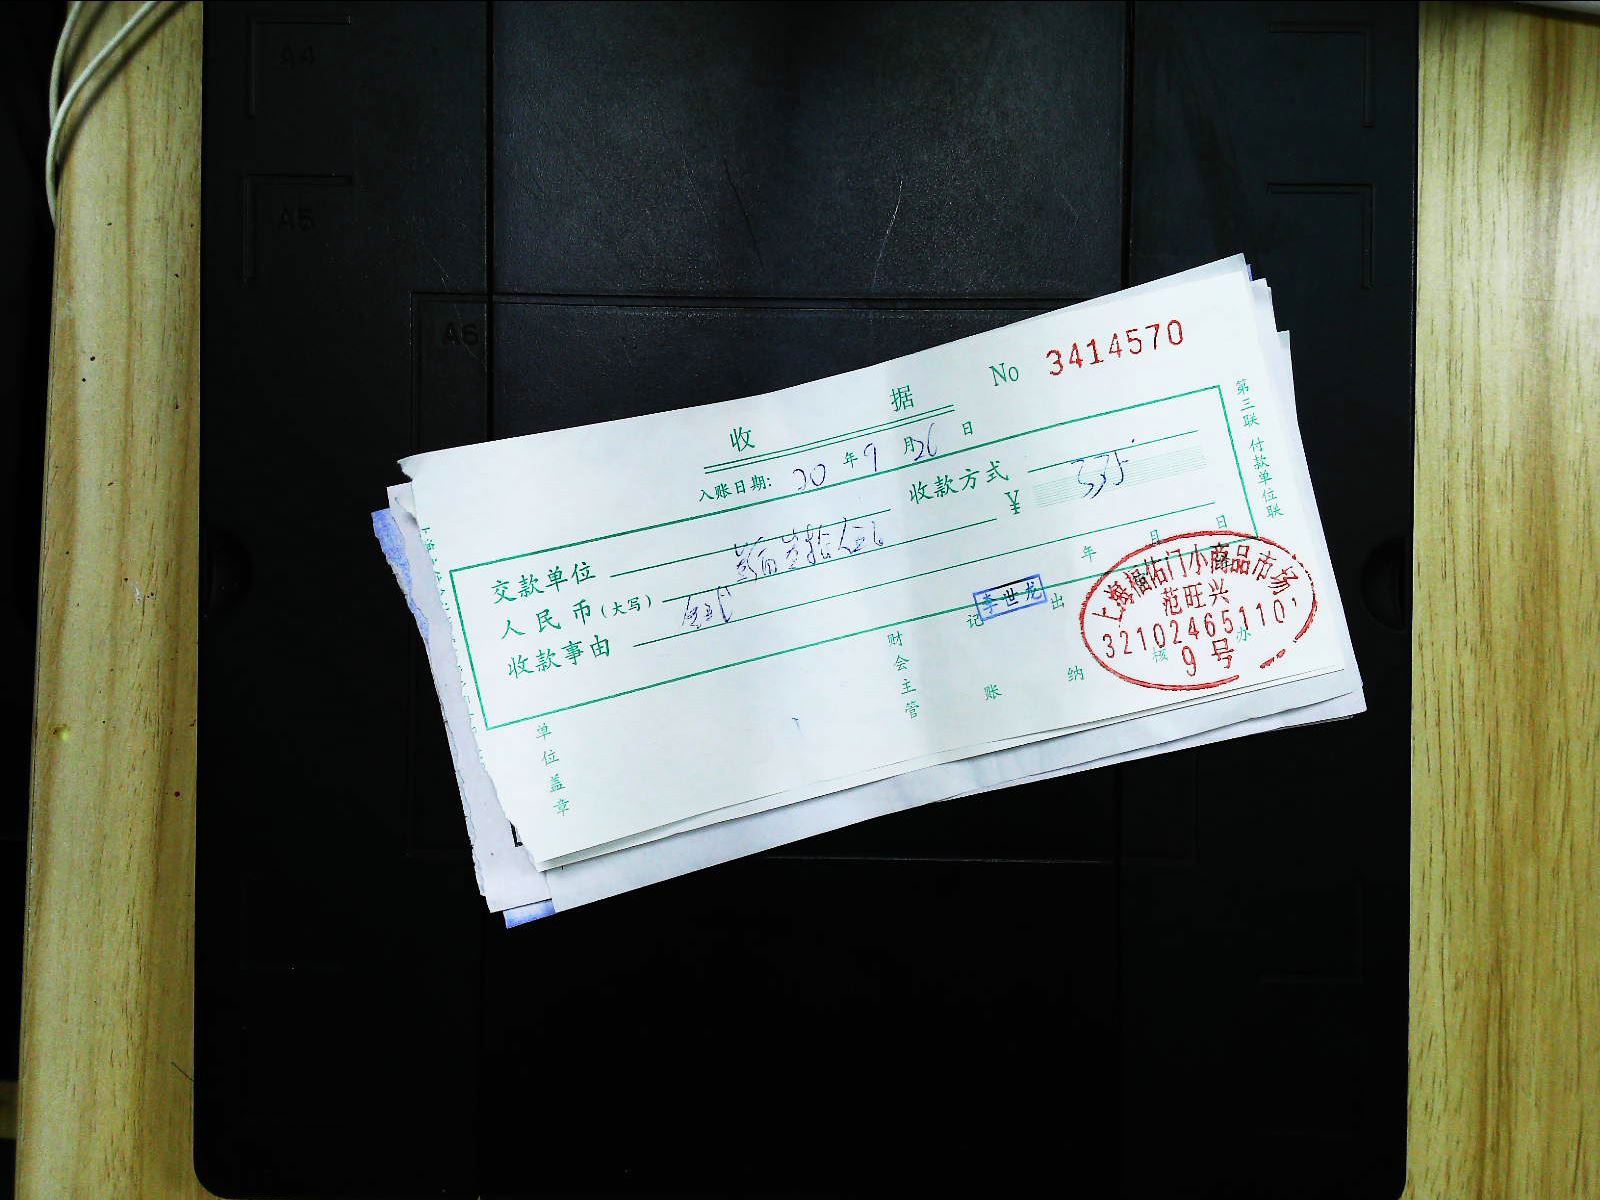 A4
A5
A6
No 3414570
收 据
入账日期: 20 年 9 月 26 日
交款单位
收款方式
人民币(大写)
¥ 335
收款事由
年 月 日
第三联 付款单位联
单位盖章
财会主管
记账
出纳
核
办
李世龙
上海福佑门小商品市场
范旺兴
32102465110
9 号